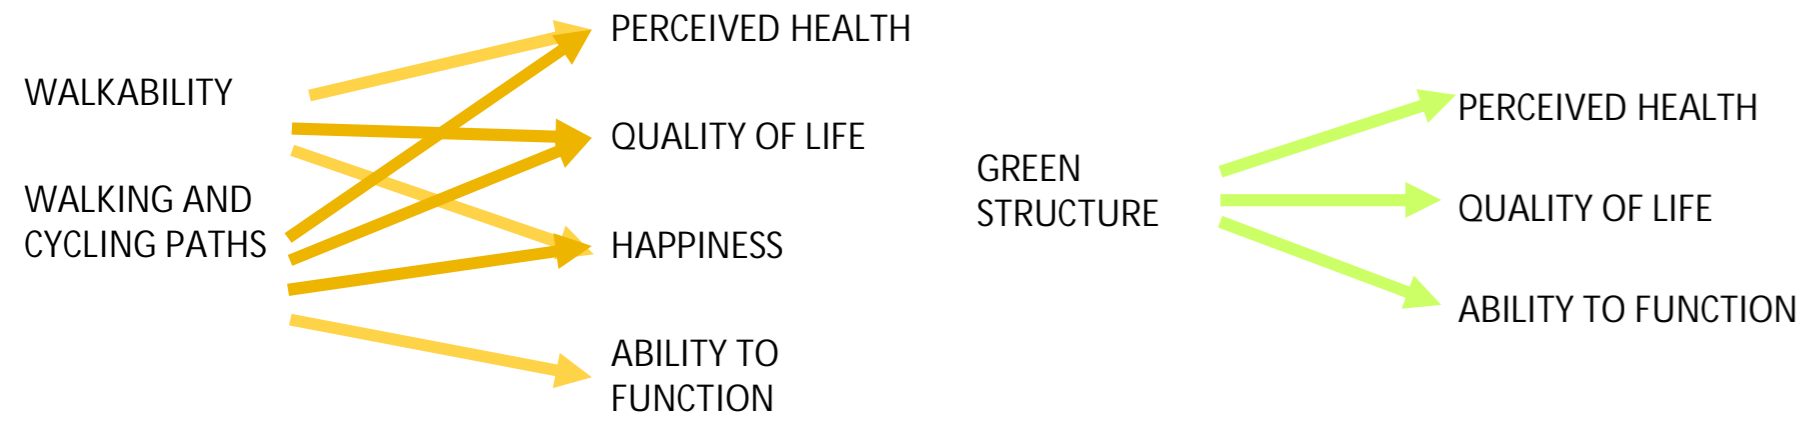 WALKABILITY
WALKING AND
CYCLING PATHS
PERCEIVED HEALTH
QUALITY OF LIFE
HAPPINESS
ABILITY TO
FUNCTION
GREEN
STRUCTURE
PERCEIVED HEALTH
QUALITY OF LIFE
ABILITY TO FUNCTION